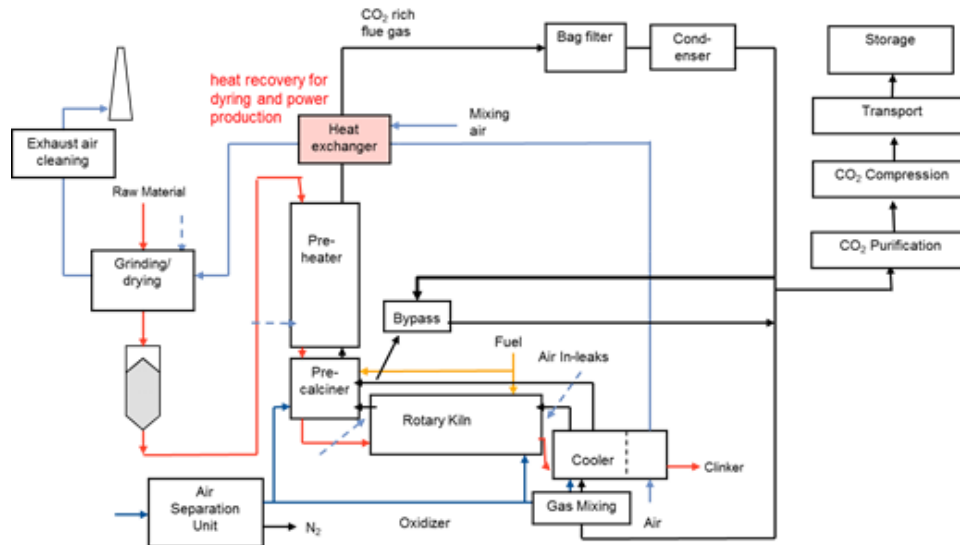 CO₂ rich
flue gas
Bag filter
Cond-
enser
Storage
heat recovery for
dyring and power
production
Transport
Heat
exchanger
Mixing
air
Exhaust air
cleaning
CO₂ Compression
Raw Material
Pre-
heater
CO₂ Purification
Grinding/
drying
Bypass
Fuel
Air In-leaks
Pre-
calciner
Rotary Kiln
Cooler
Clinker
Air
Separation
Unit
N₂
Oxidizer
Gas Mixing
Air